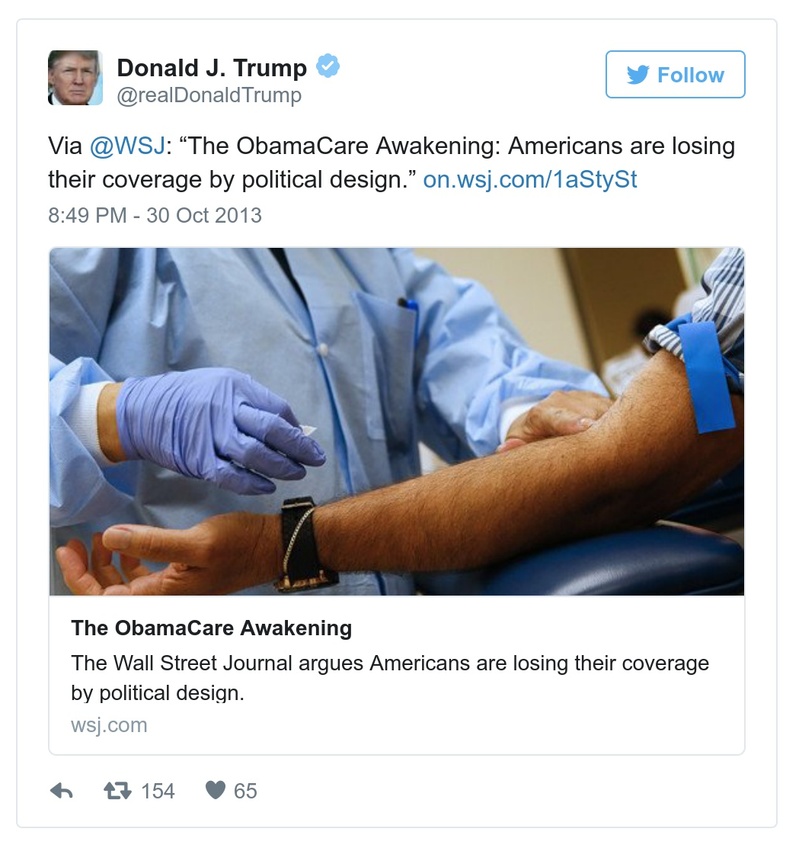 Donald J. Trump
Follow
@realDonaldTrump
Via @WSJ: “The ObamaCare Awakening: Americans are losing
their coverage by political design.” on.wsj.com/1aStySt
8:49 PM - 30 Oct 2013
The ObamaCare Awakening
The Wall Street Journal argues Americans are losing their coverage
by political design.
wsj.com
154 65